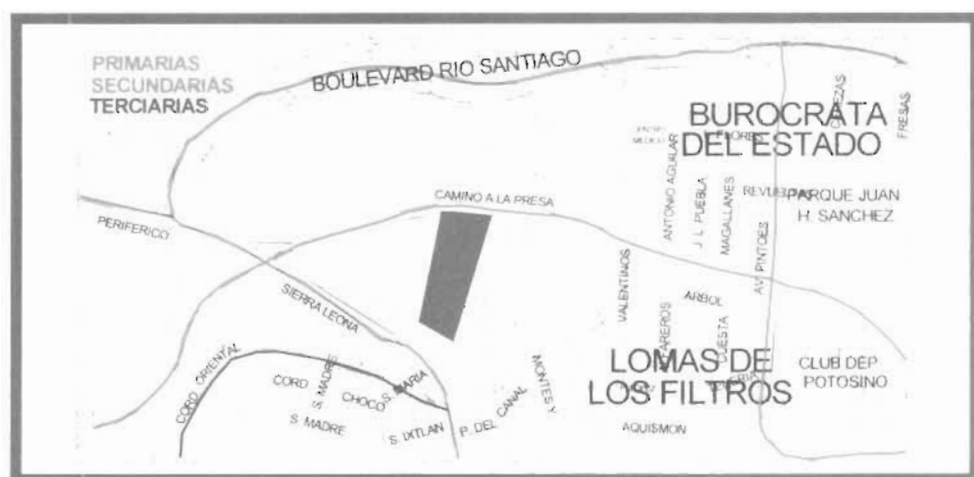 PRIMARIAS
SECUNDARIAS
TERCIARIAS
BOULEVARD RIO SANTIAGO
BUROCRATA
DEL ESTADO
FRESAS
ANTONIO AGUILAR
J L PUEBLA
MAGALLANES
PARQUE JUAN
H. SANCHEZ
CAMINO A LA PRESA
PERIFERICO
AV. PINTOES
VALENTINOS
SIERRA LEONA
ARBOL
CUESTA
LOMAS DE
LOS FILTROS
CLUB DEP
POTOSINO
CORD ORIENTAL
CORD
S. MADRE
CHOCO
S. MARIA
S. MADRE
S. IXTLAN
P. DEL CANAL
MONTES Y
AQUISMON